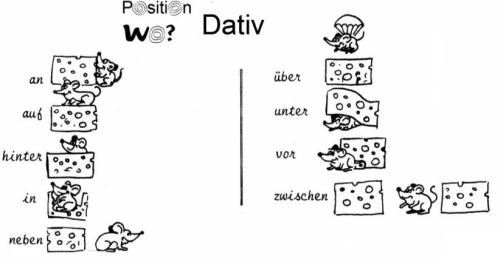 Position
Wo? Dativ
an
auf
hinter
in
neben
über
unter
vor
zwischen